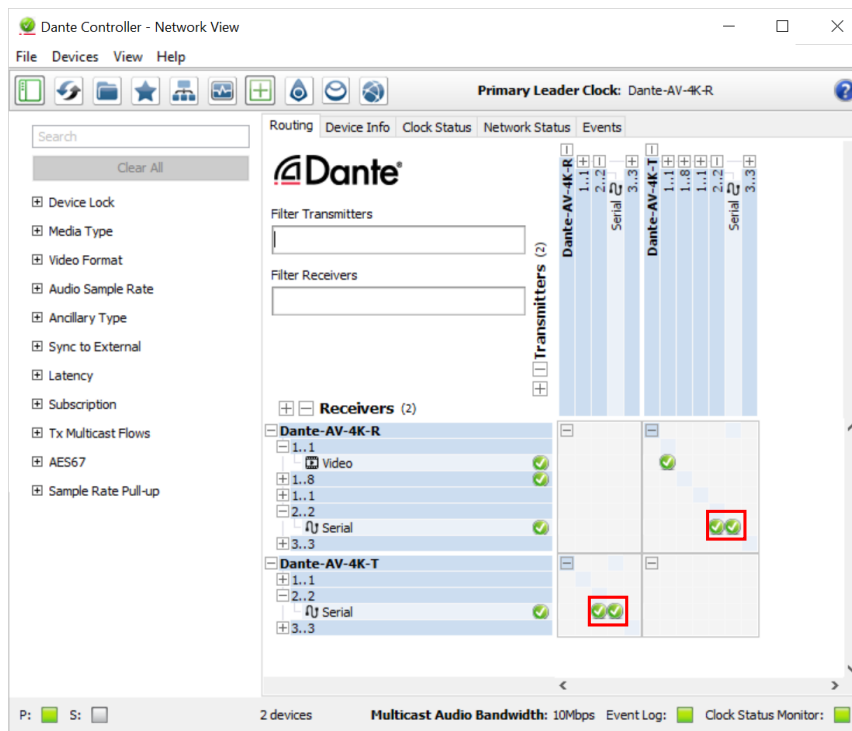 Dante Controller - Network View
File Devices View Help
Primary Leader Clock: Dante-AV-4K-R
?
Search
Clear All
Device Lock
Media Type
Video Format
Audio Sample Rate
Ancillary Type
Sync to External
Latency
Subscription
Tx Multicast Flows
AES67
Sample Rate Pull-up
Routing Device Info Clock Status Network Status Events
Dante®
Filter Transmitters
Filter Receivers
Transmitters (2)
Dante-AV-4K-R
1..1
2..2
Serial
3..3
Dante-AV-4K-T
1..1
1..8
1..1
2..2
Serial
3..3
Receivers (2)
Dante-AV-4K-R
1..1
Video
1..8
1..1
2..2
Serial
3..3
Dante-AV-4K-T
1..1
2..2
Serial
3..3
P: S: 2 devices Multicast Audio Bandwidth: 10Mbps Event Log: Clock Status Monitor: